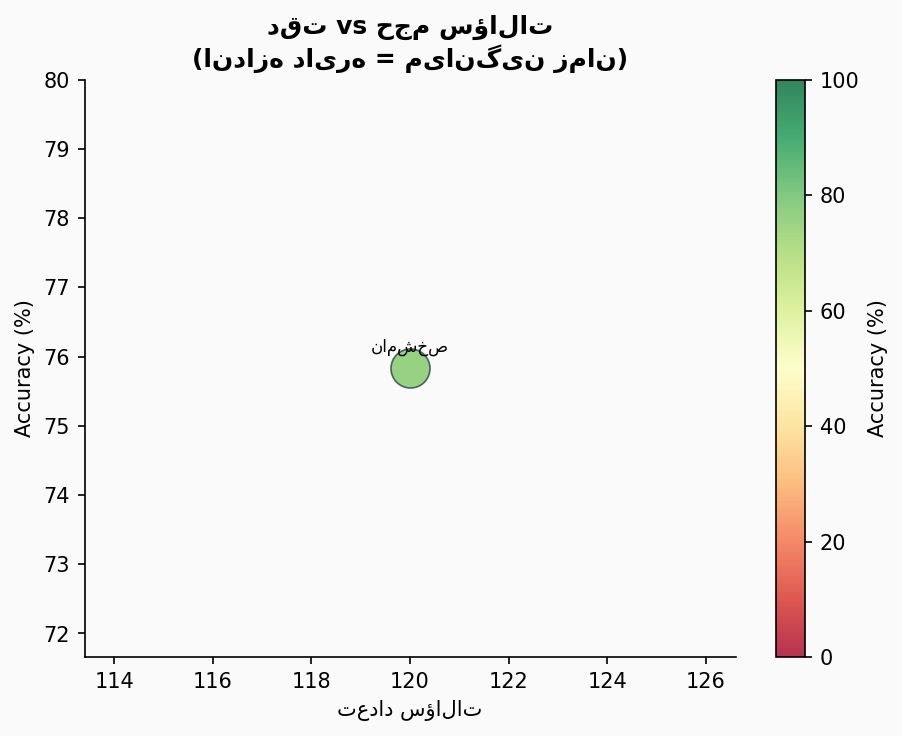 دقت vs حجم سؤالات
(اندازه دایره = میانگین زمان)
80
79
78
77
76
75
74
73
72
Accuracy (%)
نامشخص
114 116 118 120 122 124 126
تعداد سؤالات
100
80
60
40
20
0
Accuracy (%)